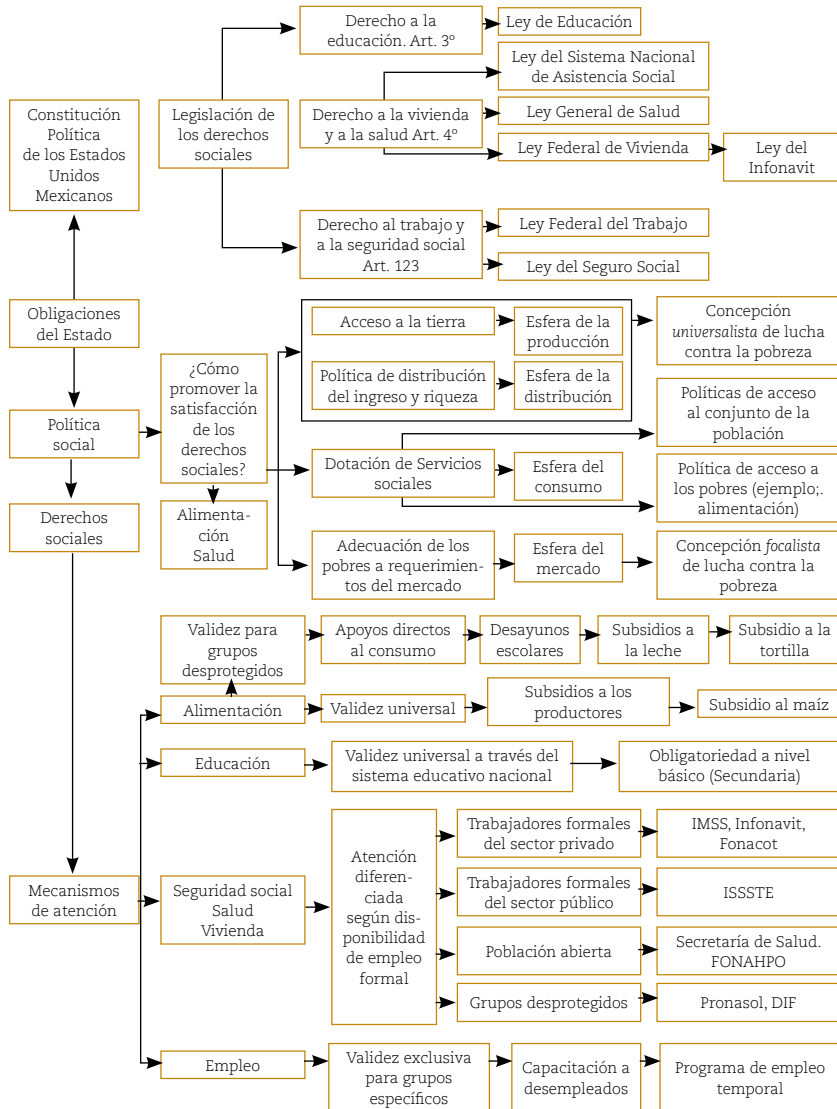 Derecho a la
educación. Art. 3º
Ley de Educación
Ley del Sistema Nacional
de Asistencia Social
Constitución
Política
de los Estados
Unidos
Mexicanos
Legislación de
los derechos
sociales
Derecho a la vivienda
y a la salud Art. 4º
Ley General de Salud
Ley Federal de Vivienda
Ley del
Infonavit
Derecho al trabajo y
a la seguridad social
Art. 123
Ley Federal del Trabajo
Ley del Seguro Social
Obligaciones
del Estado
Acceso a la tierra
Esfera de la
producción
Concepción
universalista de lucha
contra la pobreza
¿Cómo
promover la
satisfacción
de los
derechos
sociales?
Política de distribución
del ingreso y riqueza
Esfera de la
distribución
Políticas de acceso
al conjunto de la
población
Política
social
Dotación de Servicios
sociales
Esfera del
consumo
Política de acceso a
los pobres (ejemplo;.
alimentación)
Derechos
sociales
Alimenta-
ción
Salud
Adecuación de los
pobres a requerimien-
tos del mercado
Esfera del
mercado
Concepción focalista
de lucha contra la
pobreza
Validez para
grupos
desprotegidos
Apoyos directos
al consumo
Desayunos
escolares
Subsidios a
la leche
Subsidio a la
tortilla
Alimentación
Validez universal
Subsidios a los
productores
Subsidio al maíz
Educación
Validez universal a través del
sistema educativo nacional
Obligatoriedad a nivel
básico (Secundaria)
Mecanismos
de atención
Seguridad social
Salud
Vivienda
Atención
diferen-
ciada
según dis-
ponibilidad
de empleo
formal
Trabajadores formales
del sector privado
IMSS, Infonavit,
Fonacot
Trabajadores formales
del sector público
ISSSTE
Población abierta
Secretaría de Salud.
FONAHPO
Grupos desprotegidos
Pronasol, DIF
Empleo
Validez exclusiva
para grupos
específicos
Capacitación a
desempleados
Programa de empleo
temporal